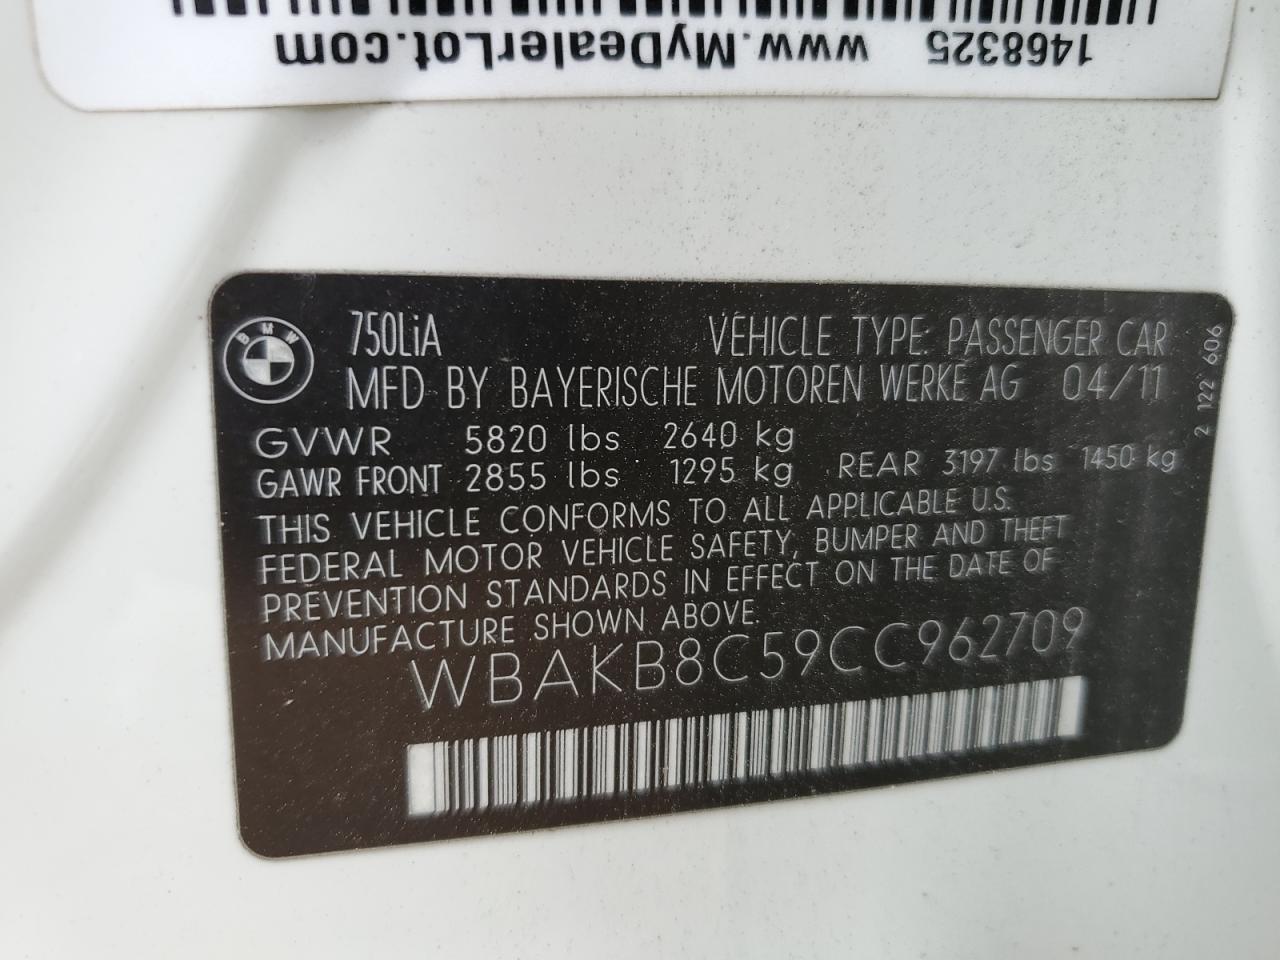 1468325 www.MyDealerLot.com
BMW
750LiA VEHICLE TYPE: PASSENGER CAR
MFD BY BAYERISCHE MOTOREN WERKE AG 04/11
GVWR 5820 lbs 2640 kg
GAWR FRONT 2855 lbs 1295 kg REAR 3197 lbs 1450 kg
THIS VEHICLE CONFORMS TO ALL APPLICABLE U.S.
FEDERAL MOTOR VEHICLE SAFETY, BUMPER AND THEFT
PREVENTION STANDARDS IN EFFECT ON THE DATE OF
MANUFACTURE SHOWN ABOVE.
WBAKB8C59CC962709
2 122 606